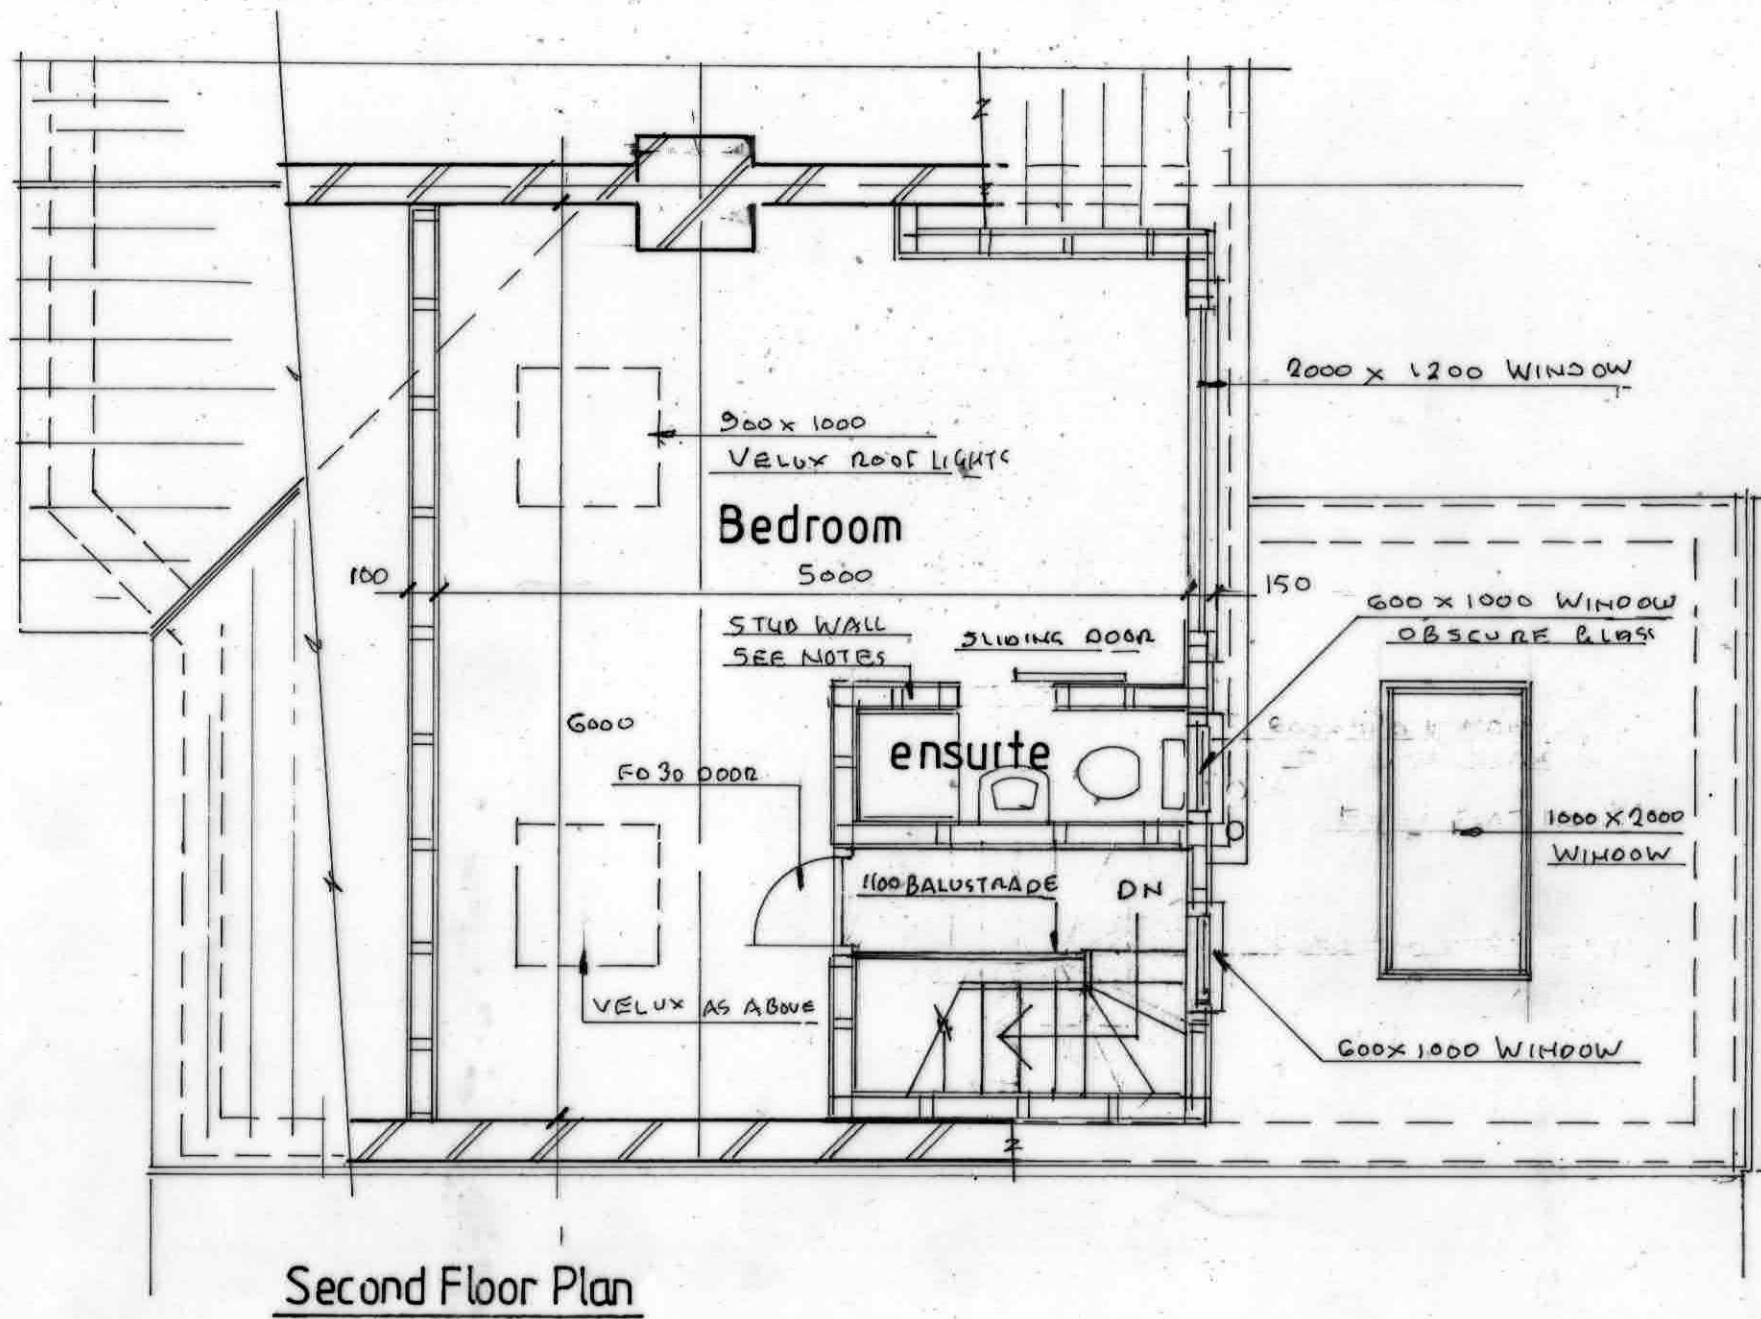 2000 x 1200 WINDOW
900 x 1000
VELUX ROOF LIGHTS
Bedroom
100
5000
150
600 x 1000 WINDOW
OBSCURE GLASS
STUD WALL
SEE NOTES
SLIDING DOOR
6000
ensuite
FD 30 DOOR
1000 X 2000
WINDOW
1100 BALUSTRADE
DN
VELUX AS ABOVE
600 x 1000 WINDOW
Second Floor Plan